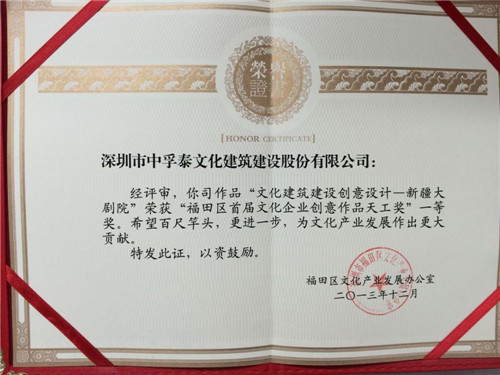 榮譽
證書
[HONOR CERTIFICATE]
深圳市中孚泰文化建筑建设股份有限公司：
经评审，你司作品“文化建筑建设创意设计—新疆大
剧院”荣获“福田区首届文化企业创意作品天工奖”一等
奖。希望百尺竿头，更进一步，为文化产业发展作出更大
贡献。
特发此证，以资鼓励。
福田区文化产业发展办公室
二〇一三年十二月